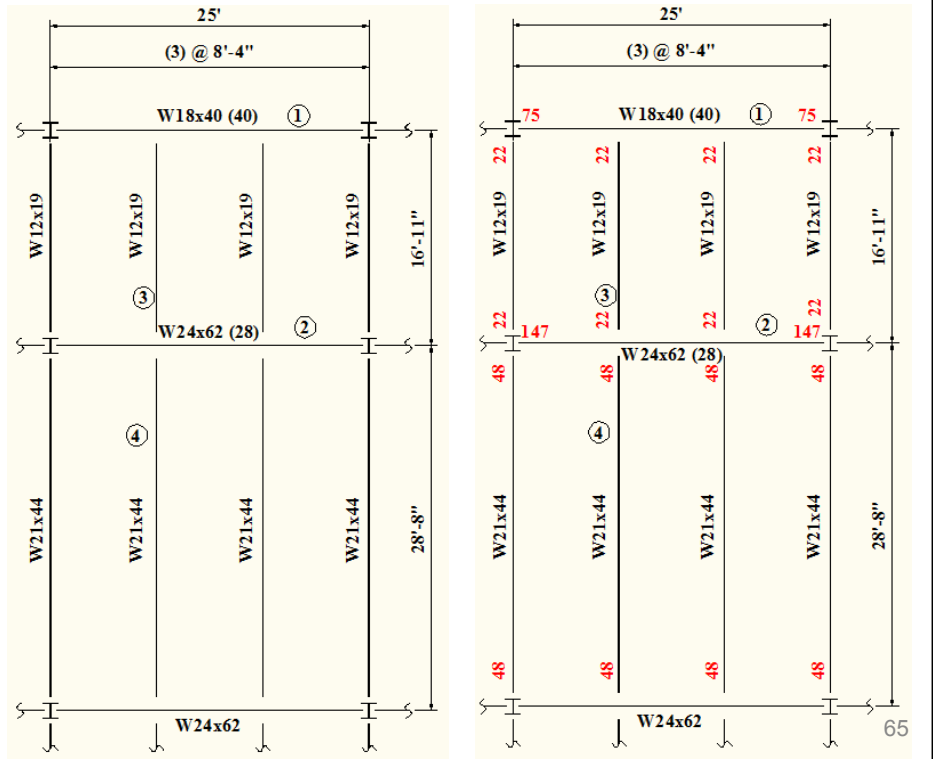 25'
(3) @ 8'-4"
W18x40 (40) 1
W12x19 W12x19 W12x19 W12x19
16'-11"
3
W24x62 (28) 2
4
W21x44 W21x44 W21x44 W21x44
28'-8"
W24x62
25'
(3) @ 8'-4"
W18x40 (40) 1
75 75
22 22 22 22
W12x19 W12x19 W12x19 W12x19
16'-11"
3
22 22 22 22
147 2 147
W24x62 (28)
48 48 48 48
4
W21x44 W21x44 W21x44 W21x44
28'-8"
48 48 48 48
W24x62
65